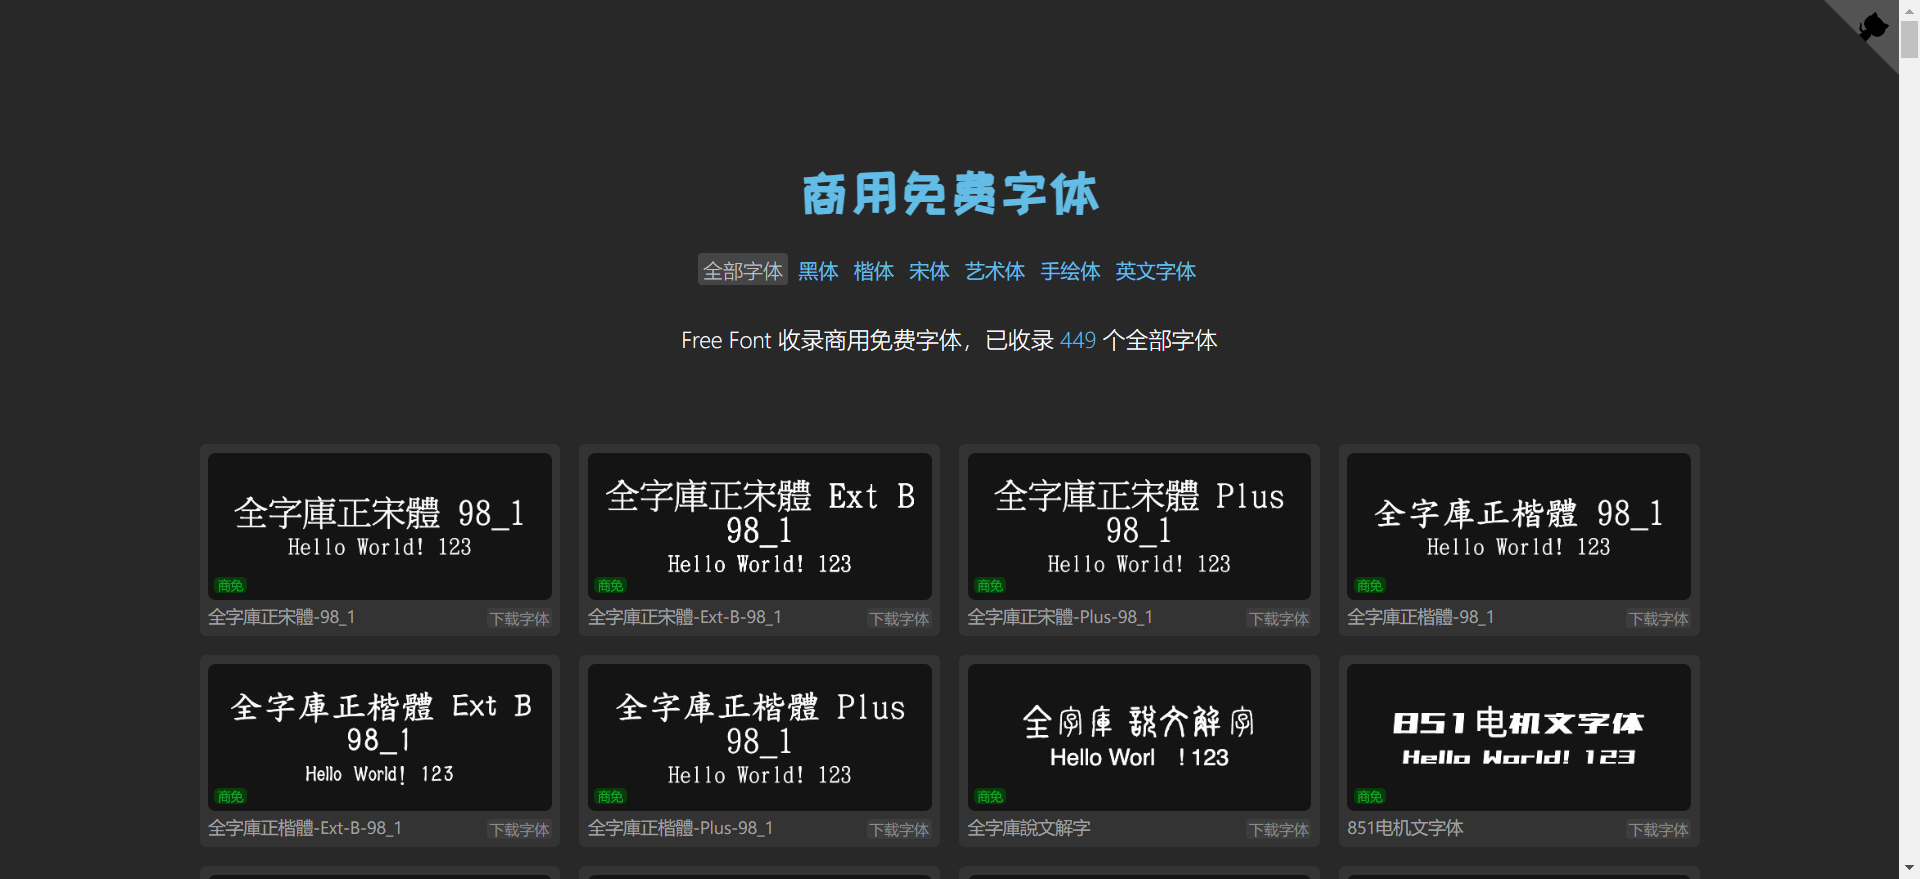 商用免费字体
全部字体 黑体 楷体 宋体 艺术体 手绘体 英文字体
Free Font 收录商用免费字体，已收录 449 个全部字体
全字庫正宋體 98_1
Hello World! 123
商免
全字庫正宋體-98_1 下载字体
全字庫正宋體 Ext B
98_1
Hello World! 123
商免
全字庫正宋體-Ext-B-98_1 下载字体
全字庫正宋體 Plus
98_1
Hello World! 123
商免
全字庫正宋體-Plus-98_1 下载字体
全字庫正楷體 98_1
Hello World! 123
商免
全字庫正楷體-98_1 下载字体
全字庫正楷體 Ext B
98_1
Hello World! 123
商免
全字庫正楷體-Ext-B-98_1 下载字体
全字庫正楷體 Plus
98_1
Hello World! 123
商免
全字庫正楷體-Plus-98_1 下载字体
全字庫 說文解字
Hello Worl ! 123
商免
全字庫說文解字 下载字体
851电机文字体
Hello World! 123
商免
851电机文字体 下载字体